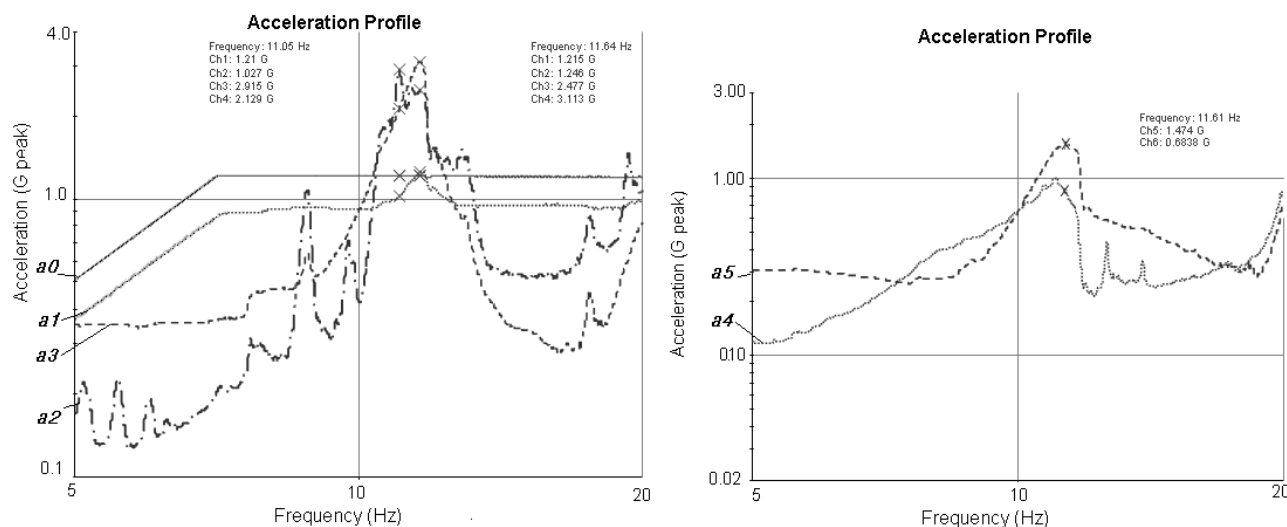 Acceleration Profile
4.0
1.0
0.1
Acceleration (G peak)
Frequency: 11.05 Hz
Ch1: 1.21 G
Ch2: 1.027 G
Ch3: 2.915 G
Ch4: 2.129 G
Frequency: 11.64 Hz
Ch1: 1.215 G
Ch2: 1.246 G
Ch3: 2.477 G
Ch4: 3.113 G
a0
a1
a3
a2
5
10
20
Frequency (Hz)
Acceleration Profile
3.00
1.00
0.10
0.02
Acceleration (G peak)
Frequency: 11.61 Hz
Ch5: 1.474 G
Ch6: 0.6838 G
a5
a4
5
10
20
Frequency (Hz)